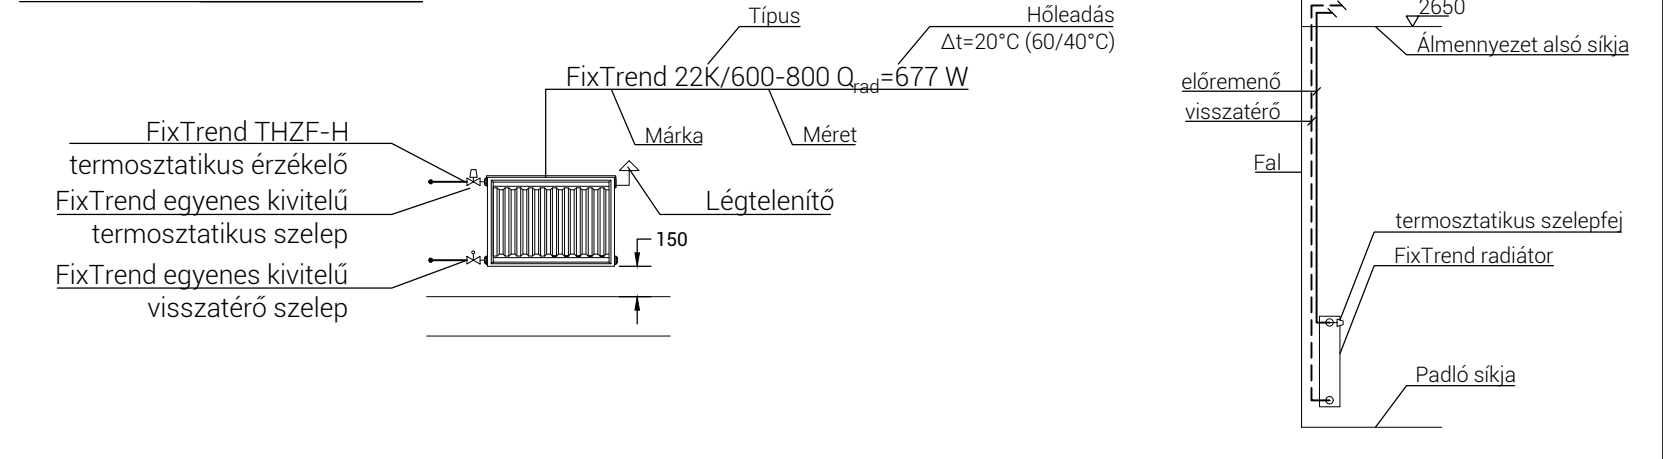 Típus
Hőleadás
Δt=20°C (60/40°C)
FixTrend 22K/600-800 Qrad=677 W
Márka
Méret
FixTrend THZF-H
termosztatikus érzékelő
FixTrend egyenes kivitelű
termosztatikus szelep
FixTrend egyenes kivitelű
visszatérő szelep
Légtelenítő
150
2650
Álmennyezet alsó síkja
előremenő
visszatérő
Fal
termosztatikus szelepfej
FixTrend radiátor
Padló síkja